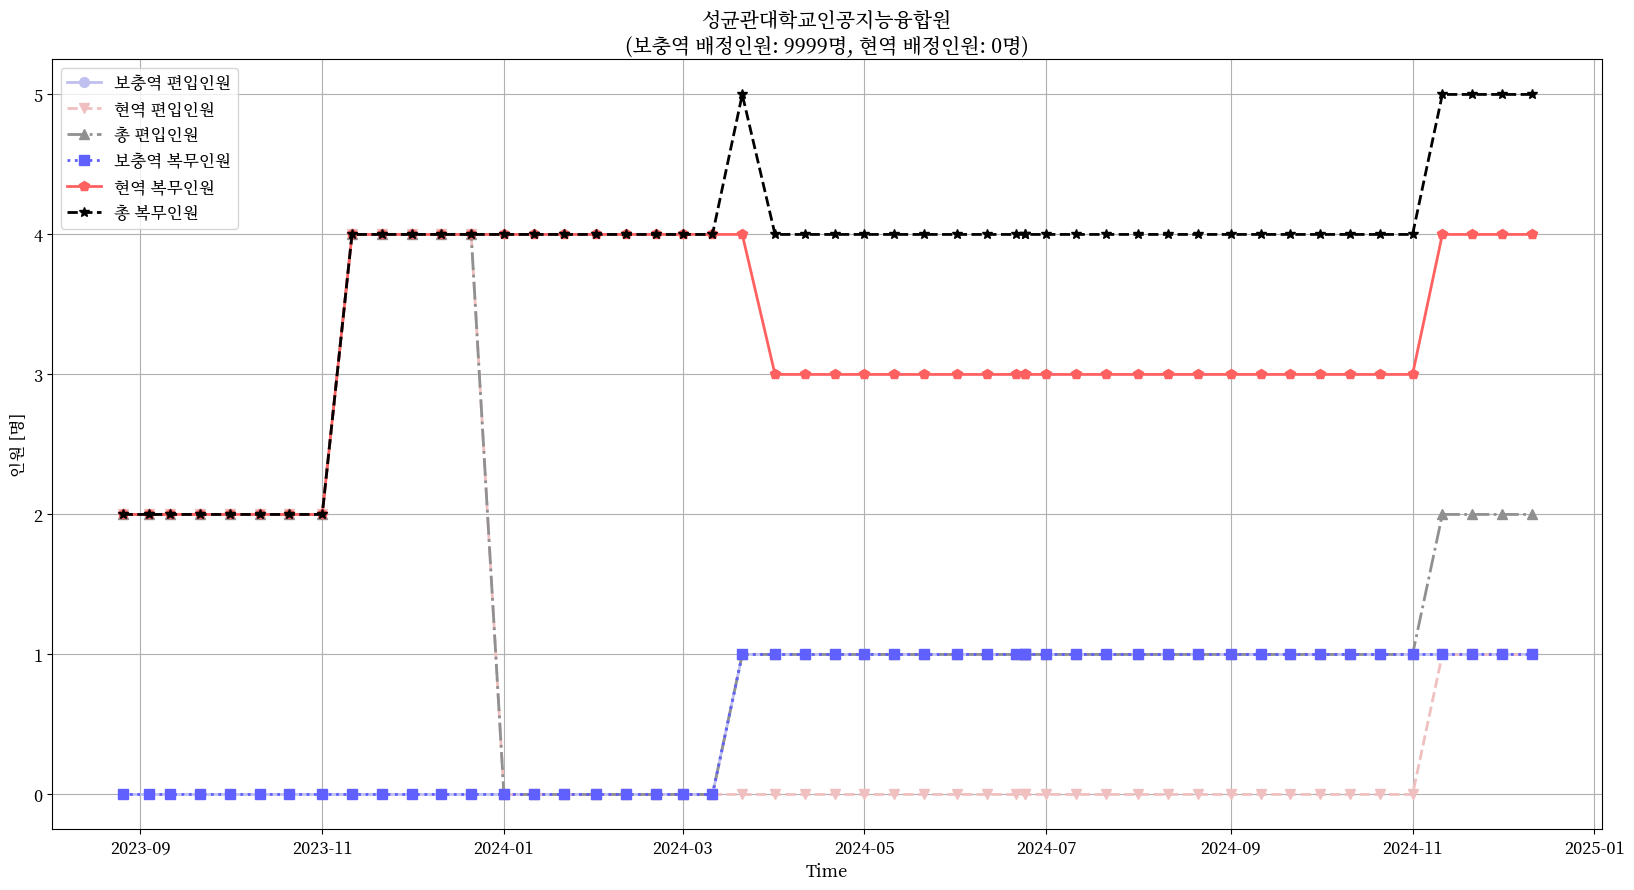 성균관대학교인공지능융합원
(보충역 배정인원: 9999명, 현역 배정인원: 0명)
보충역 편입인원
현역 편입인원
총 편입인원
보충역 복무인원
현역 복무인원
총 복무인원
5
4
3
2
1
0
인원 [명]
2023-09
2023-11
2024-01
2024-03
2024-05
2024-07
2024-09
2024-11
2025-01
Time